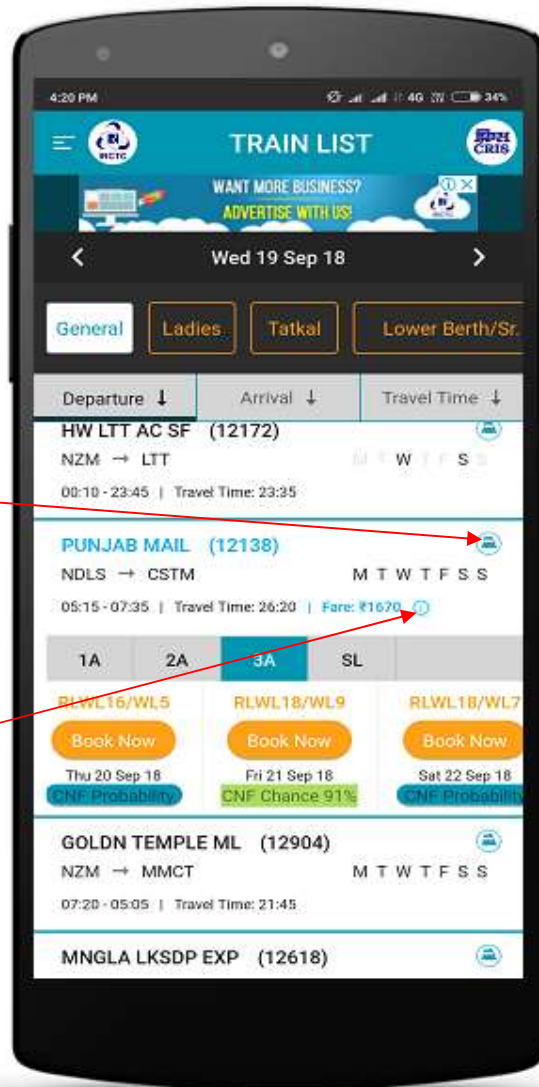 4:20 PM 4G 34%
IRCTC TRAIN LIST क्रिस CRIS
WANT MORE BUSINESS?
ADVERTISE WITH US!
Wed 19 Sep 18
General Ladies Tatkal Lower Berth/Sr.
Departure ↓ Arrival ↓ Travel Time ↓
HW LTT AC SF (12172)
NZM → LTT M T W T F S S
00:10 - 23:45 | Travel Time: 23:35
PUNJAB MAIL (12138)
NDLS → CSTM M T W T F S S
05:15 - 07:35 | Travel Time: 26:20 | Fare: ₹1670
1A 2A 3A SL
RLWL16/WL5 RLWL18/WL9 RLWL18/WL7
Book Now Book Now Book Now
Thu 20 Sep 18 Fri 21 Sep 18 Sat 22 Sep 18
CNF Probability CNF Chance 91% CNF Probability
GOLDN TEMPLE ML (12904)
NZM → MMCT M T W T F S S
07:20 - 05:05 | Travel Time: 21:45
MNGLA LKSDP EXP (12618)